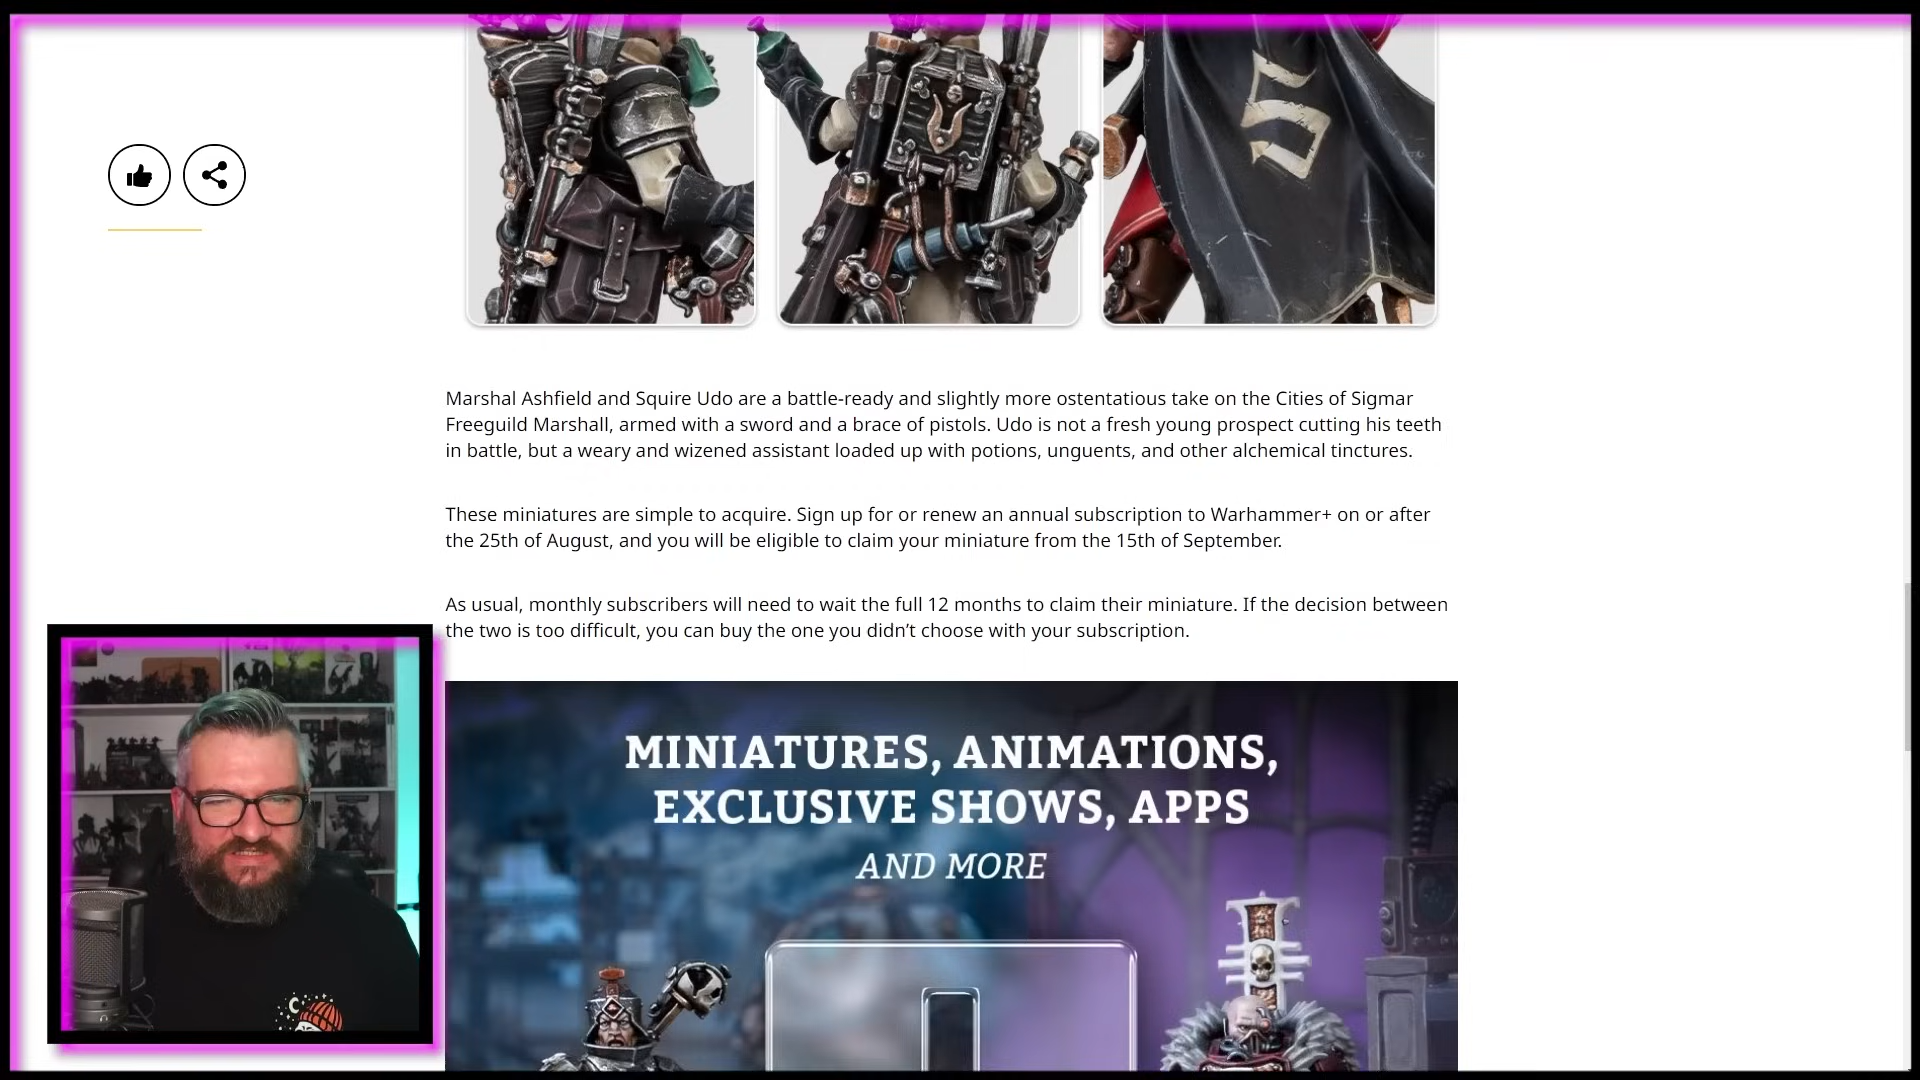 Marshal Ashfield and Squire Udo are a battle-ready and slightly more ostentatious take on the Cities of Sigmar
Freeguild Marshall, armed with a sword and a brace of pistols. Udo is not a fresh young prospect cutting his teeth
in battle, but a weary and wizened assistant loaded up with potions, unguents, and other alchemical tinctures.
These miniatures are simple to acquire. Sign up for or renew an annual subscription to Warhammer+ on or after
the 25th of August, and you will be eligible to claim your miniature from the 15th of September.
As usual, monthly subscribers will need to wait the full 12 months to claim their miniature. If the decision between
the two is too difficult, you can buy the one you didn’t choose with your subscription.
MINIATURES, ANIMATIONS,
EXCLUSIVE SHOWS, APPS
AND MORE